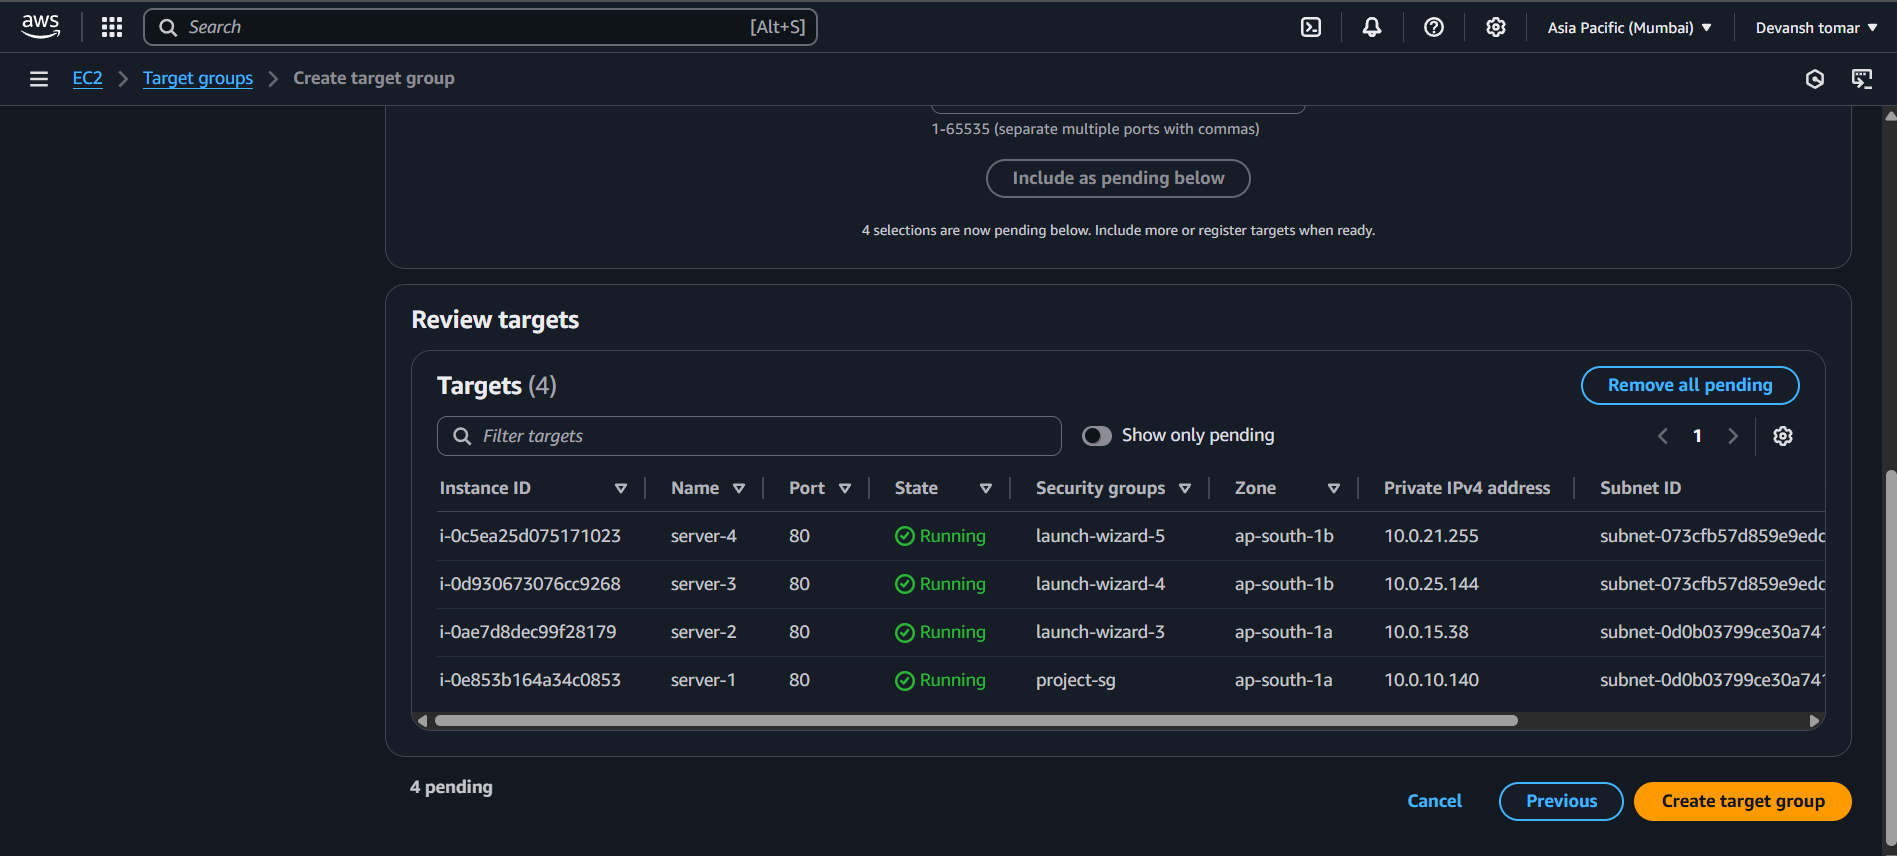 aws
Search [Alt+S] Asia Pacific (Mumbai) Devansh tomar
EC2 Target groups Create target group
1-65535 (separate multiple ports with commas)
Include as pending below
4 selections are now pending below. Include more or register targets when ready.
Review targets
Targets (4) Remove all pending
Filter targets Show only pending 1
Instance ID Name Port State Security groups Zone Private IPv4 address Subnet ID
i-0c5ea25d075171023 server-4 80 Running launch-wizard-5 ap-south-1b 10.0.21.255 subnet-073cfb57d859e9edc
i-0d930673076cc9268 server-3 80 Running launch-wizard-4 ap-south-1b 10.0.25.144 subnet-073cfb57d859e9edc
i-0ae7d8dec99f28179 server-2 80 Running launch-wizard-3 ap-south-1a 10.0.15.38 subnet-0d0b03799ce30a741
i-0e853b164a34c0853 server-1 80 Running project-sg ap-south-1a 10.0.10.140 subnet-0d0b03799ce30a741
4 pending
Cancel Previous Create target group